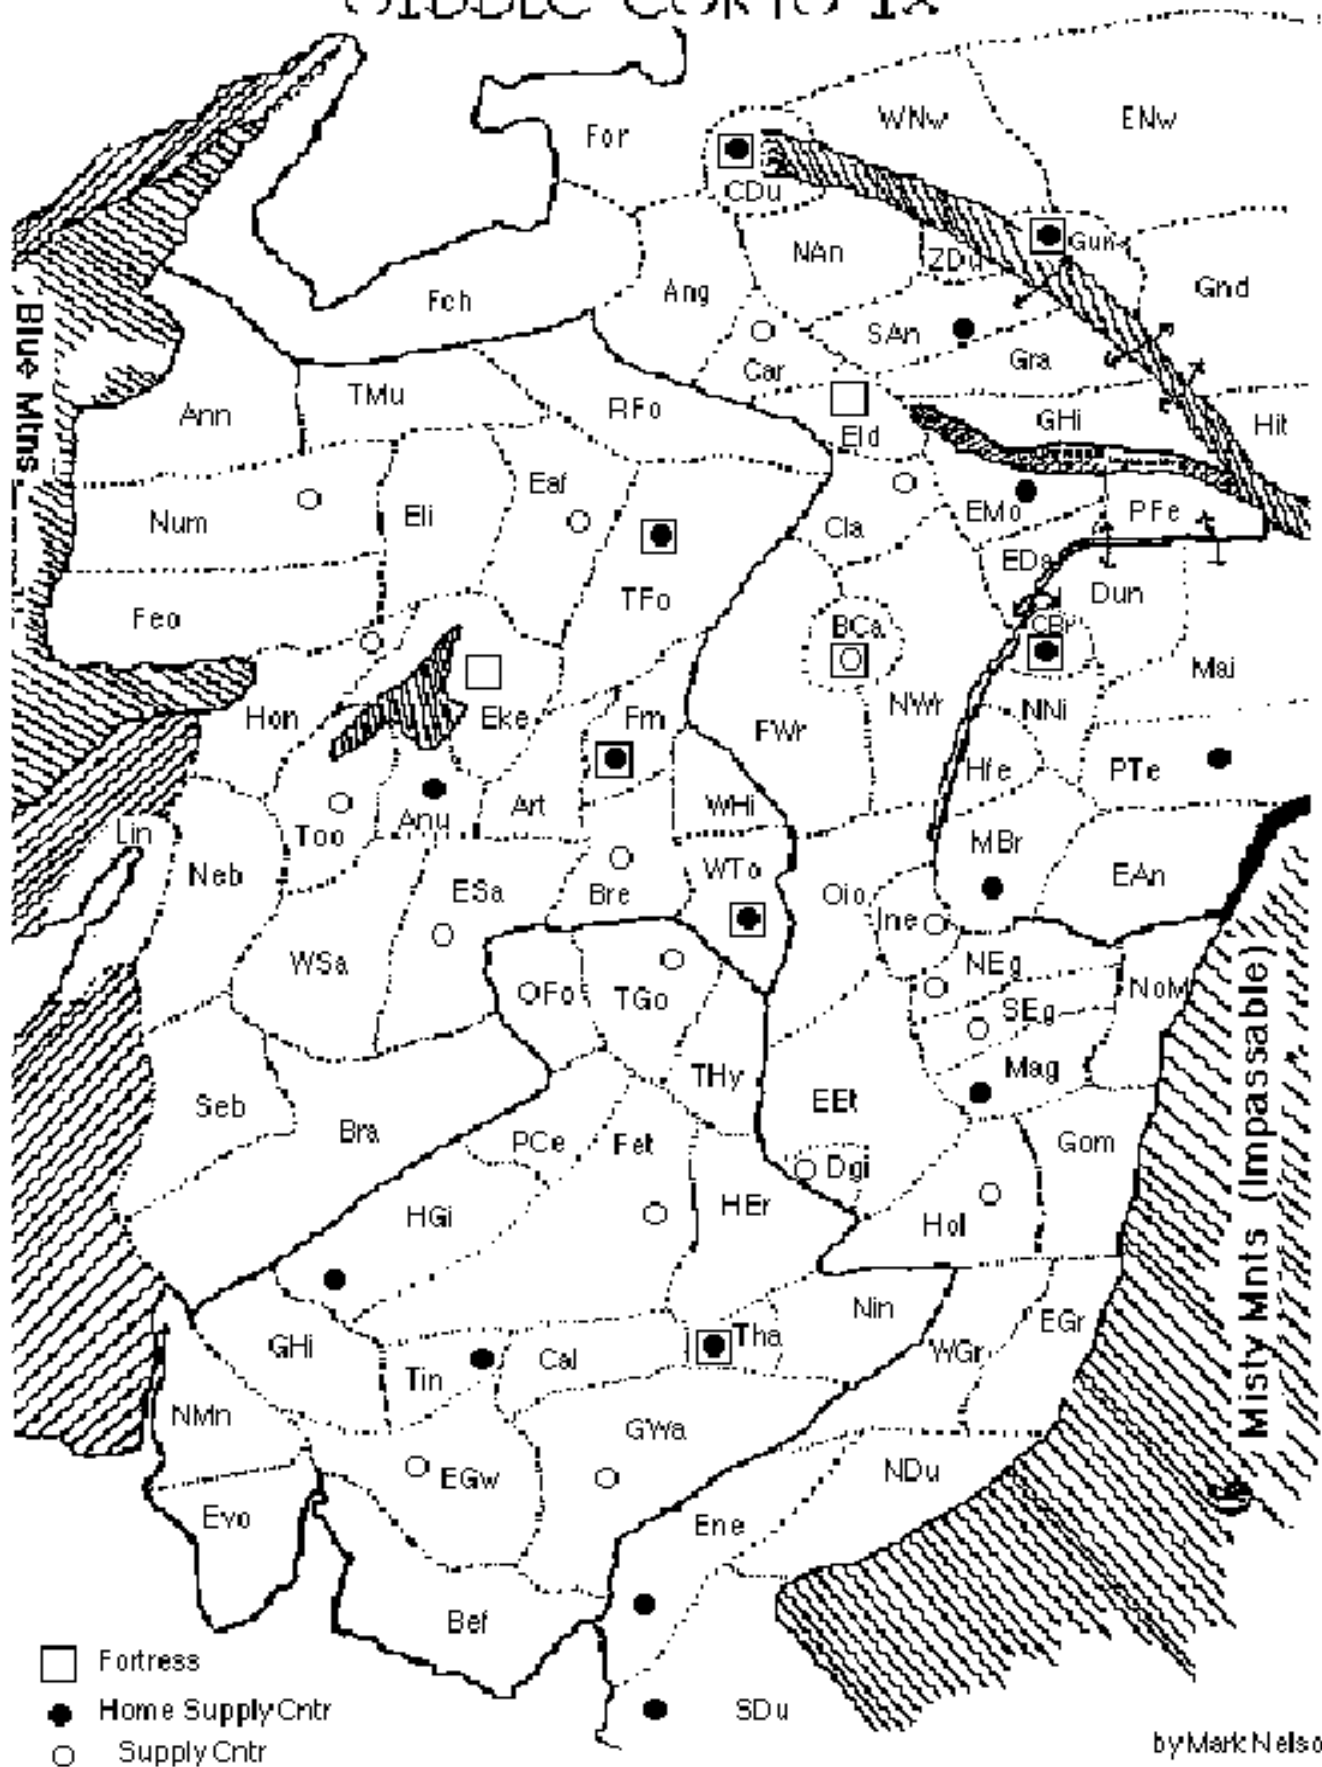 WNw
ENw
For
CDu
NAn
ZDu
Gun
Gnd
Fch
Ang
SAn
Car
Gra
Blue Mtns.
Ann
TMu
RFo
Eld
GHi
Hit
Num
Eli
Eaf
Cla
EMo
PFe
Feo
TFo
EDa
Dun
BCa
CBr
Mai
Hon
Eke
Frn
FWr
NWr
NNi
Hfe
PTe
Art
WHi
Too
Anu
Lin
Neb
ESa
Bre
WTo
Oio
Ine
MBr
EAn
WSa
OFo
TGo
NEg
NoM
SEg
Seb
Bra
THy
EEt
Mag
PCe
Fet
Dgi
Gom
HGi
HEr
Hol
Misty Mnts (Impassable)
GHi
Tin
Cal
Tha
Nin
WGr
EGr
NMn
EGw
GWa
NDu
Evo
Ene
Bef
SDu
Fortress
Home Supply Cntr
Supply Cntr
by Mark Nelso